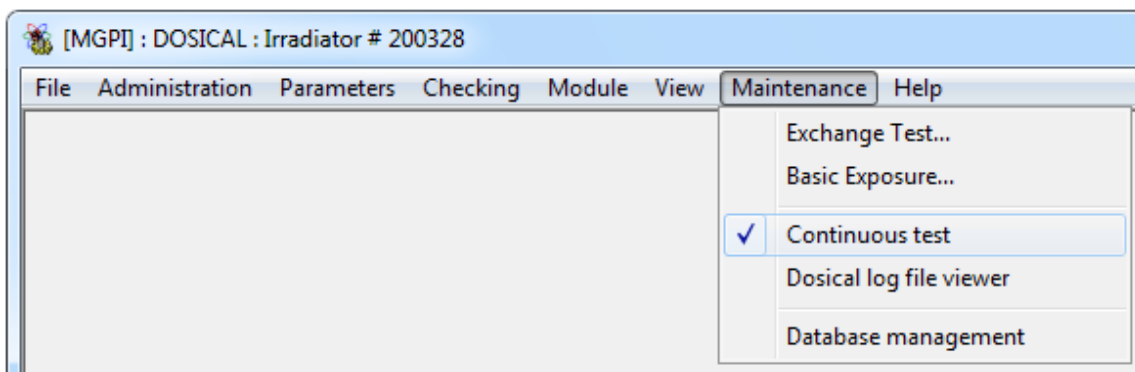 [MGPI] : DOSICAL : Irradiator # 200328
File Administration Parameters Checking Module View Maintenance Help
Exchange Test...
Basic Exposure...
Continuous test
Dosical log file viewer
Database management